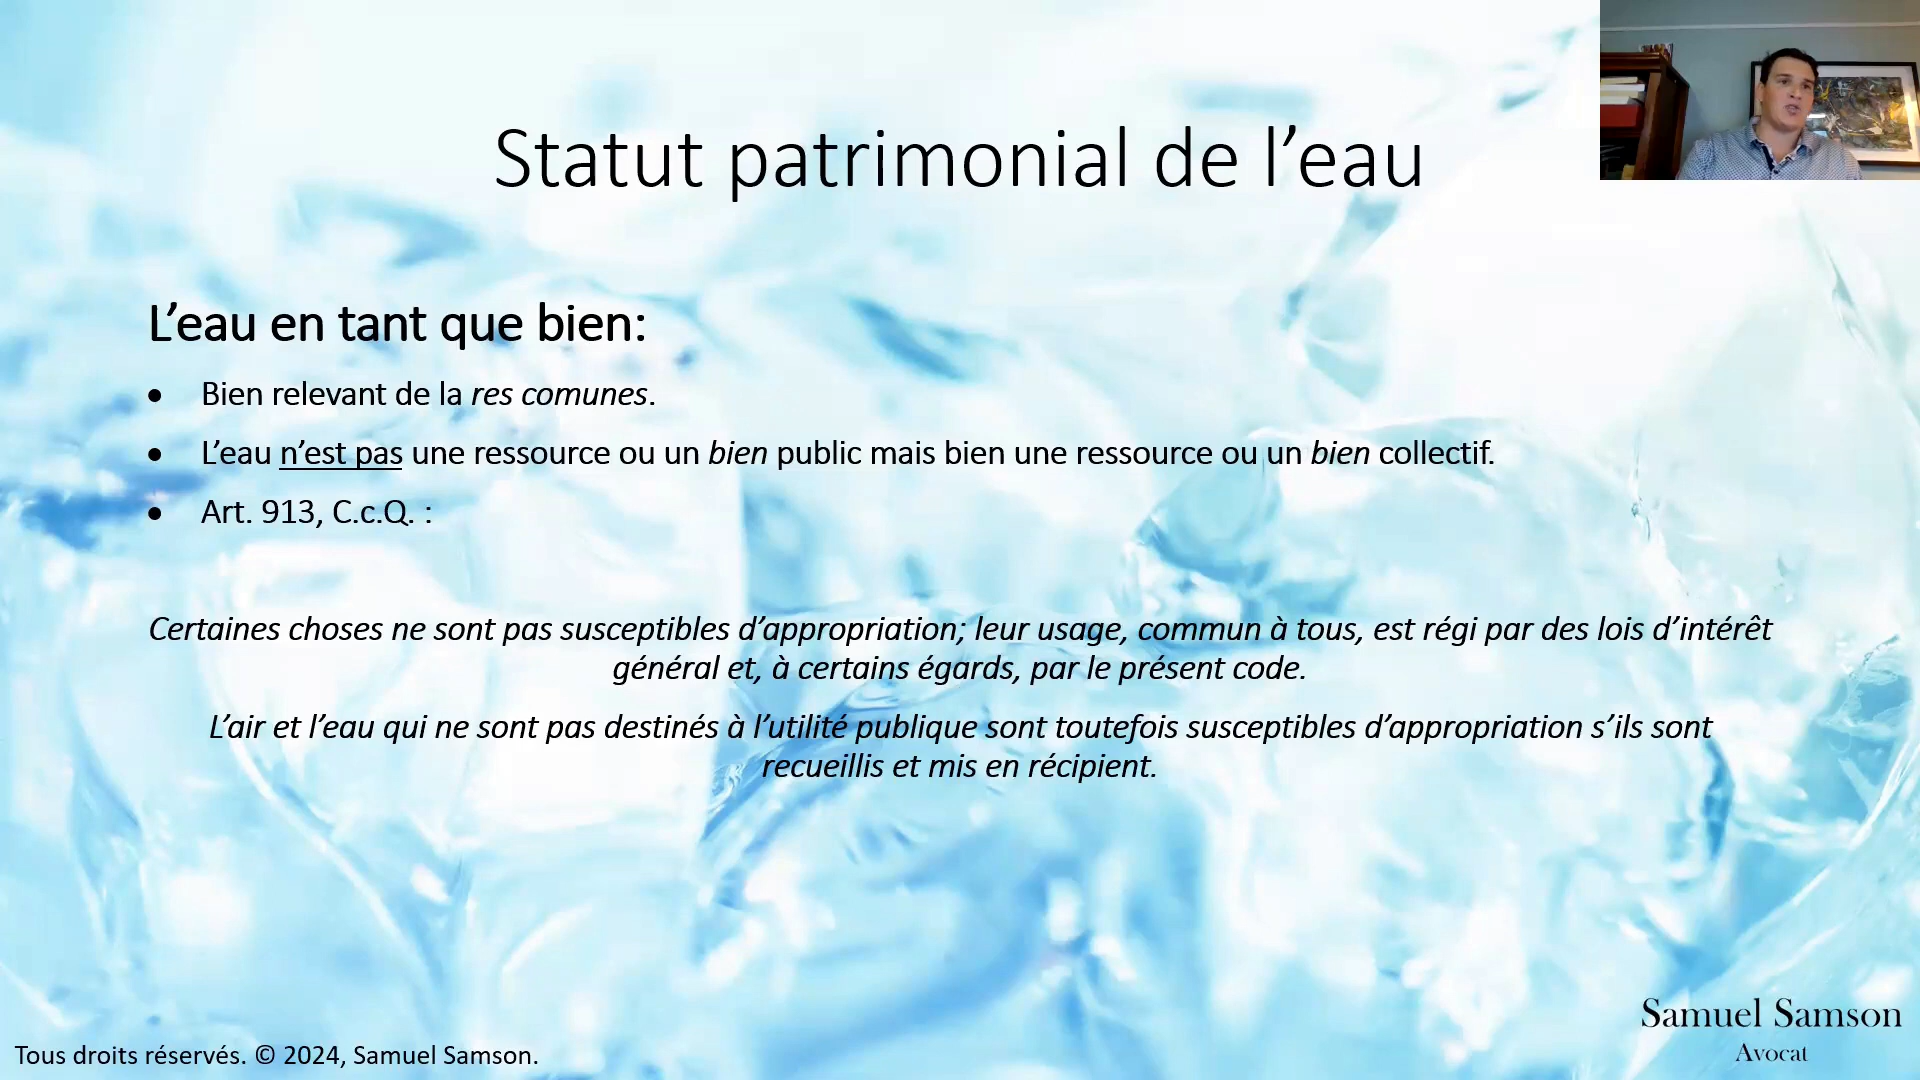 Statut patrimonial de l’eau
L’eau en tant que bien:
• Bien relevant de la res comunes.
• L’eau n’est pas une ressource ou un bien public mais bien une ressource ou un bien collectif.
• Art. 913, C.c.Q. :
Certaines choses ne sont pas susceptibles d’appropriation; leur usage, commun à tous, est régi par des lois d’intérêt
général et, à certains égards, par le présent code.
L’air et l’eau qui ne sont pas destinés à l’utilité publique sont toutefois susceptibles d’appropriation s’ils sont
recueillis et mis en récipient.
Samuel Samson
Avocat
Tous droits réservés. © 2024, Samuel Samson.